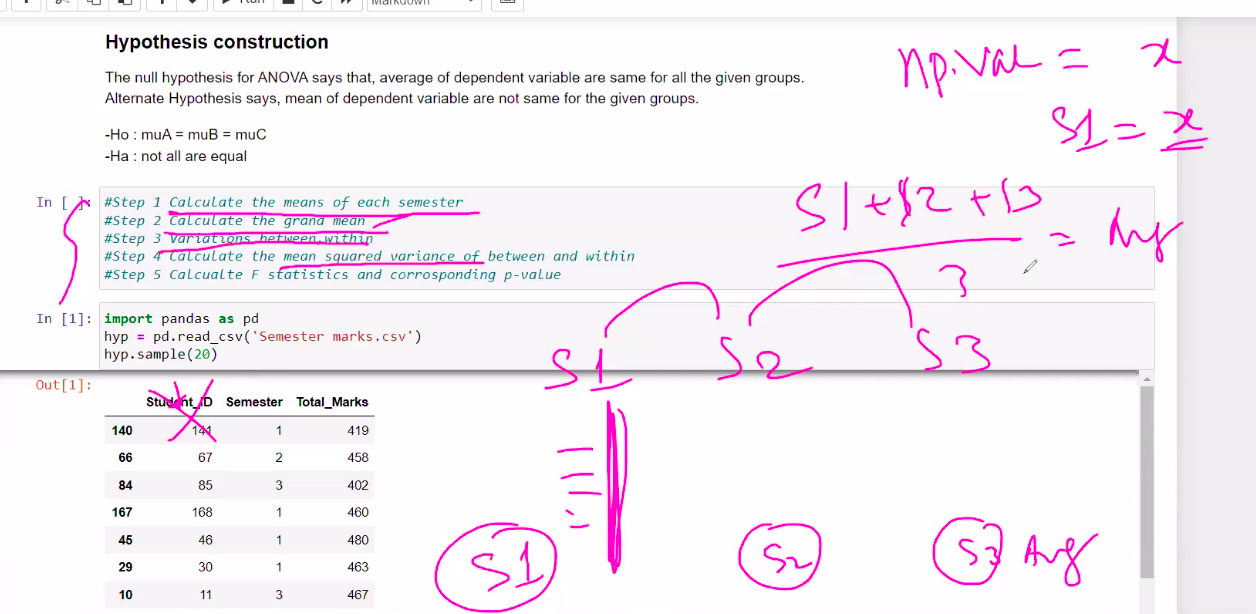 Run
Markdown
Hypothesis construction
The null hypothesis for ANOVA says that, average of dependent variable are same for all the given groups.
Alternate Hypothesis says, mean of dependent variable are not same for the given groups.
-Ho : muA = muB = muC
-Ha : not all are equal
np.val = x
S1 = x
In [ ]:
#Step 1 Calculate the means of each semester
#Step 2 Calculate the grand mean
#Step 3 Variations between,within
#Step 4 Calculate the mean squared variance of between and within
#Step 5 Calcualte F statistics and corrosponding p-value
S1 + S2 + S3
= Avg
3
In [1]:
import pandas as pd
hyp = pd.read_csv('Semester marks.csv')
hyp.sample(20)
S1 S2 S3
Out[1]:
Student_ID Semester Total_Marks
140 141 1 419
66 67 2 458
84 85 3 402
167 168 1 460
45 46 1 480
29 30 1 463
10 11 3 467
S1 S2 S3 Avg